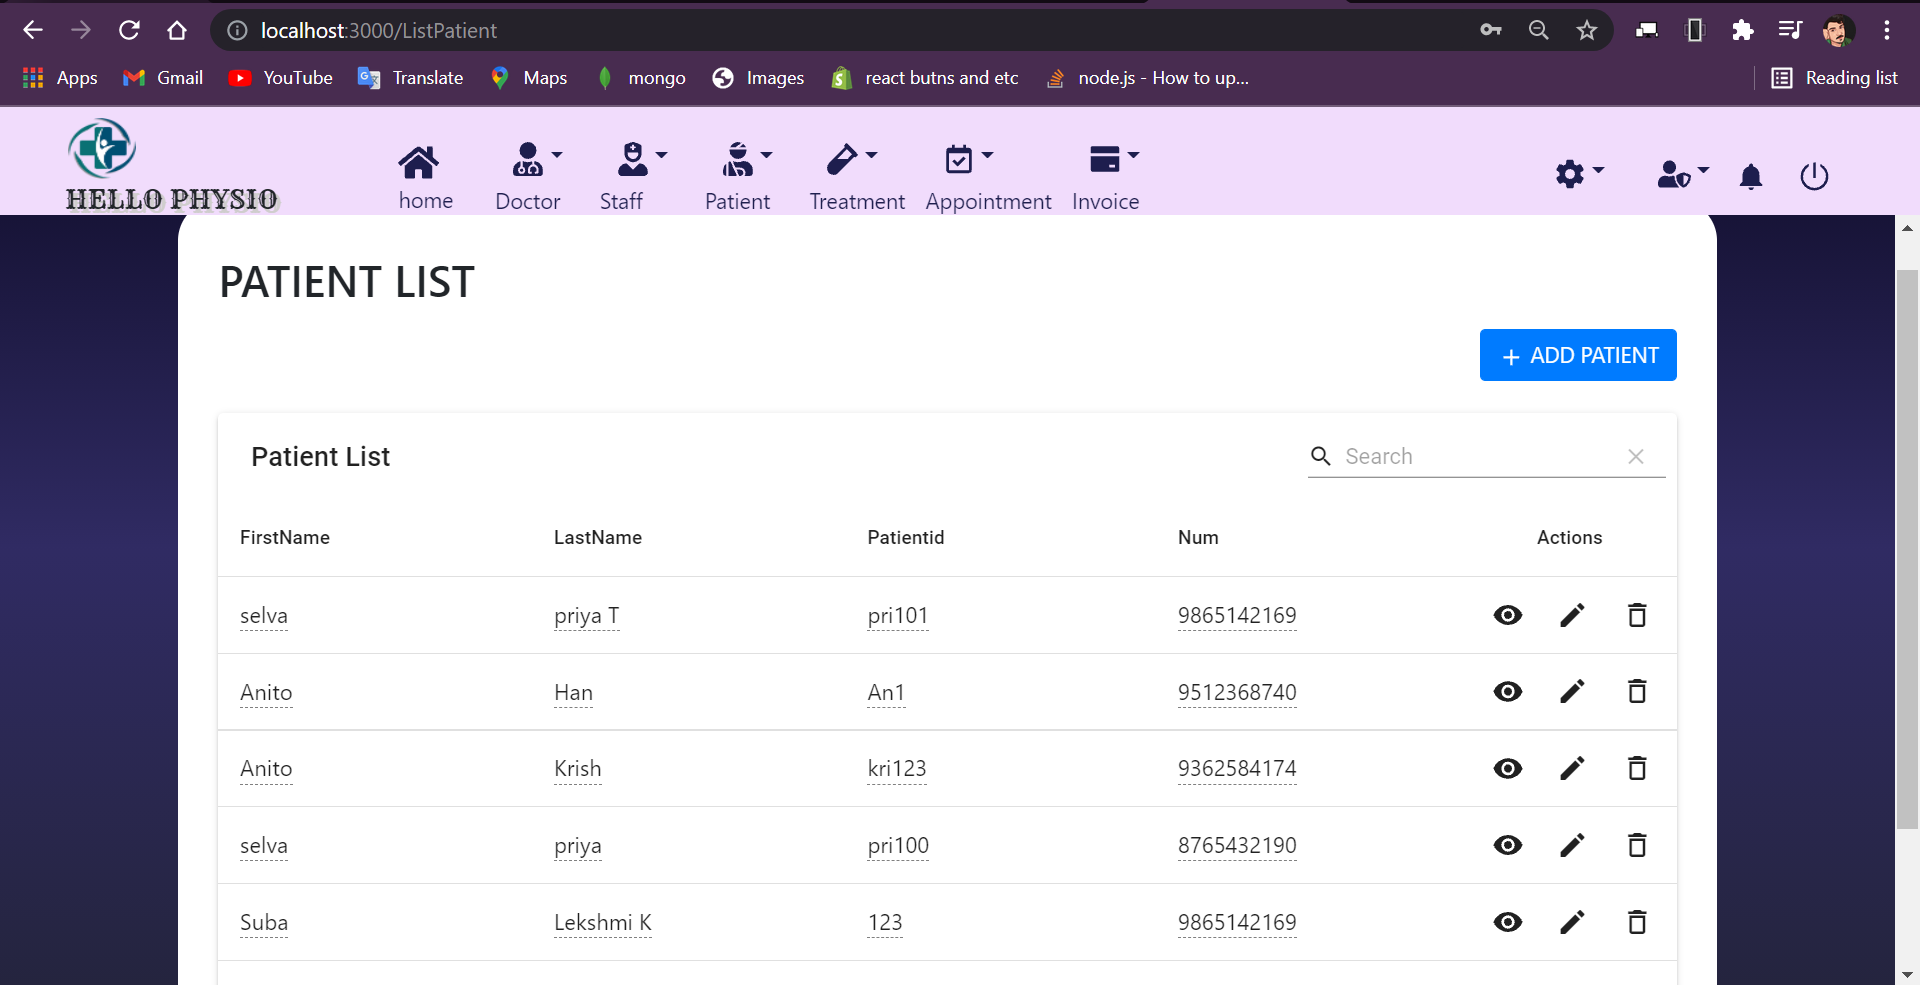 localhost:3000/ListPatient
Apps Gmail YouTube Translate Maps mongo Images react butns and etc node.js - How to up... Reading list
HELLO PHYSIO
home Doctor Staff Patient Treatment Appointment Invoice
PATIENT LIST
+ ADD PATIENT
Patient List Search
FirstName LastName Patientid Num Actions
selva priya T pri101 9865142169
Anito Han An1 9512368740
Anito Krish kri123 9362584174
selva priya pri100 8765432190
Suba Lekshmi K 123 9865142169